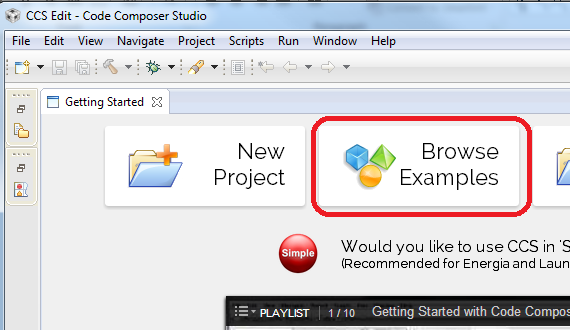 CCS Edit - Code Composer Studio
File Edit View Navigate Project Scripts Run Window Help
Getting Started
New
Project
Browse
Examples
Simple
Would you like to use CCS in 'S
(Recommended for Energia and Laun
PLAYLIST 1 / 10 Getting Started with Code Compos